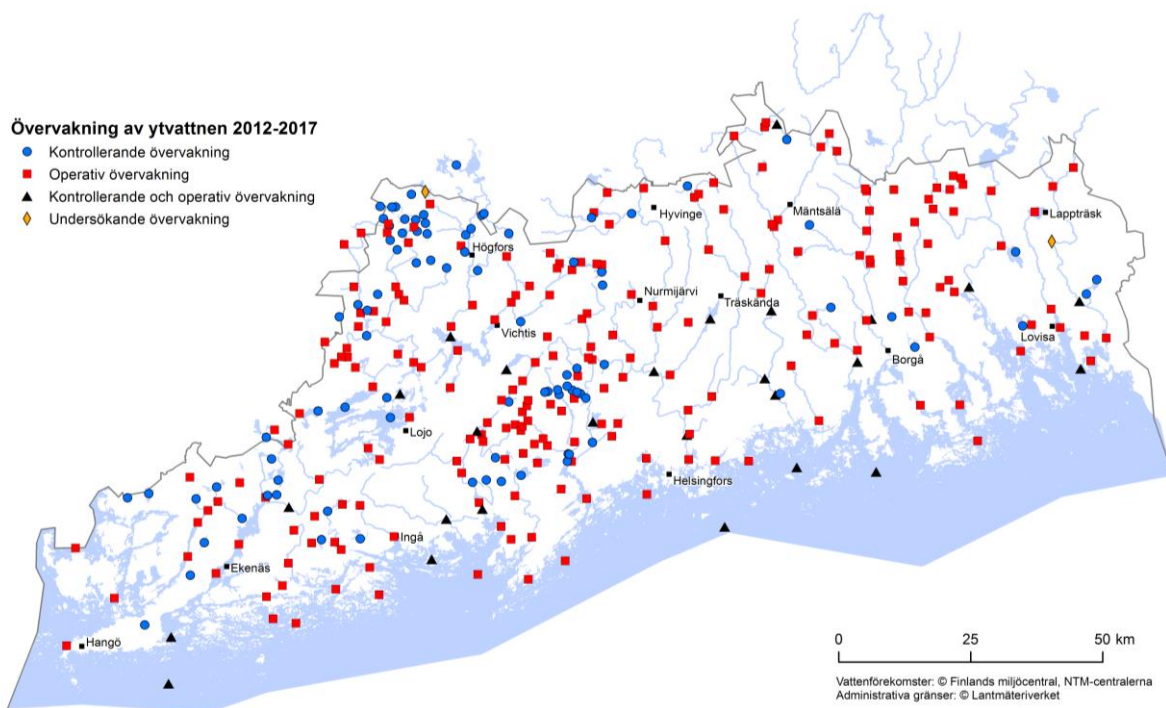 Övervakning av ytvattnen 2012-2017
Kontrollerande övervakning
Operativ övervakning
Kontrollerande och operativ övervakning
Undersökande övervakning
Hyvinge
Mäntsälä
Lappträsk
Högfors
Nurmijärvi
Träskända
Vichtis
Lovisa
Borgå
Lojo
Helsingfors
Ingå
Ekenäs
Hangö
0 25 50 km
Vattenförekomster: © Finlands miljöcentral, NTM-centralerna
Administrativa gränser: © Lantmäteriverket